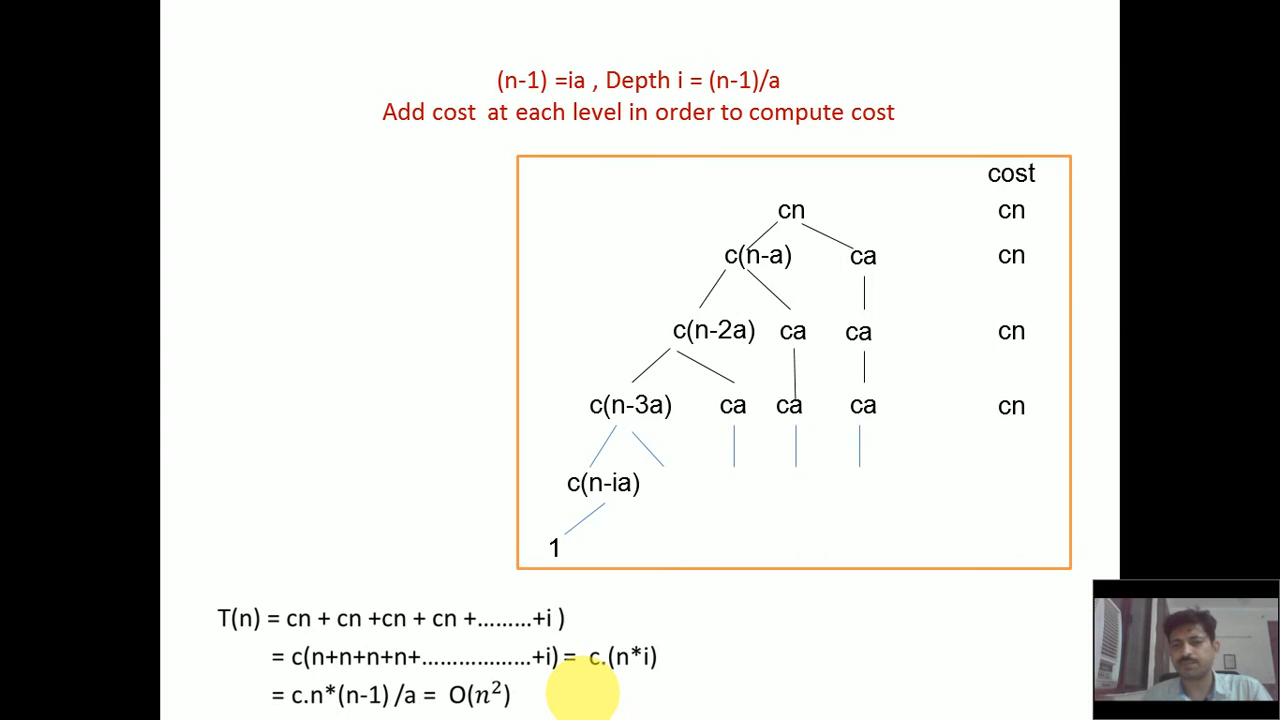 (n-1) =ia , Depth i = (n-1)/a
Add cost at each level in order to compute cost
cost
cn cn
c(n-a) ca cn
c(n-2a) ca ca cn
c(n-3a) ca ca ca cn
c(n-ia)
1
T(n) = cn + cn +cn + cn +………+i )
= c(n+n+n+n+………………+i) = c.(n*i)
= c.n*(n-1) /a = O(n²)